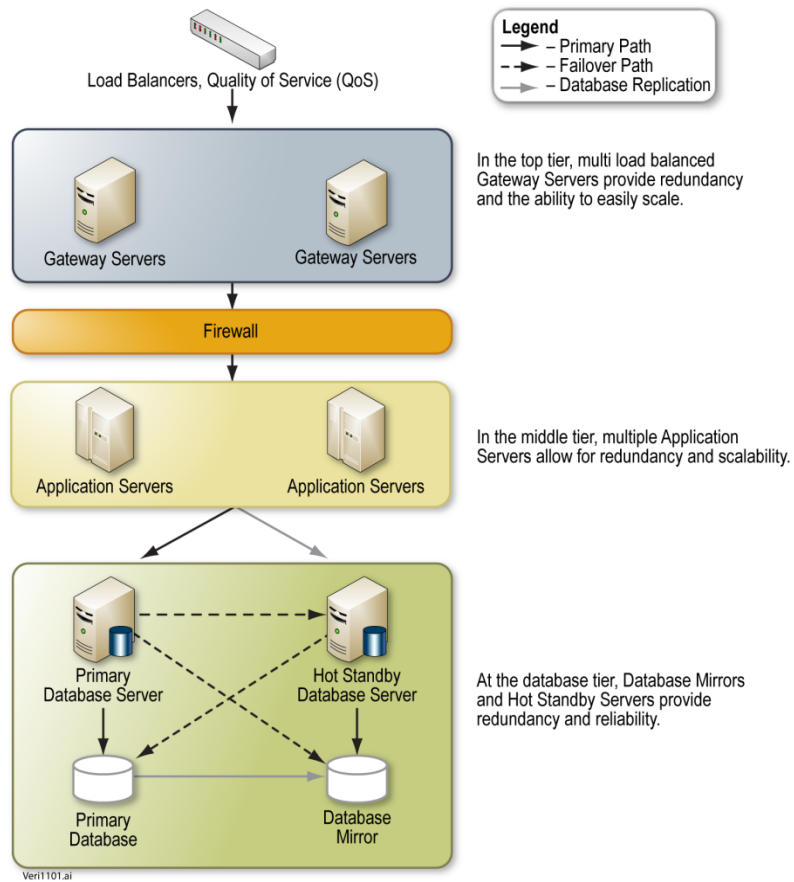 Legend
– Primary Path
– Failover Path
– Database Replication
Load Balancers, Quality of Service (QoS)
In the top tier, multi load balanced
Gateway Servers provide redundancy
and the ability to easily scale.
Gateway Servers
Gateway Servers
Firewall
In the middle tier, multiple Application
Servers allow for redundancy and scalability.
Application Servers
Application Servers
Primary
Database Server
Hot Standby
Database Server
At the database tier, Database Mirrors
and Hot Standby Servers provide
redundancy and reliability.
Primary
Database
Database
Mirror
Veri1101.ai